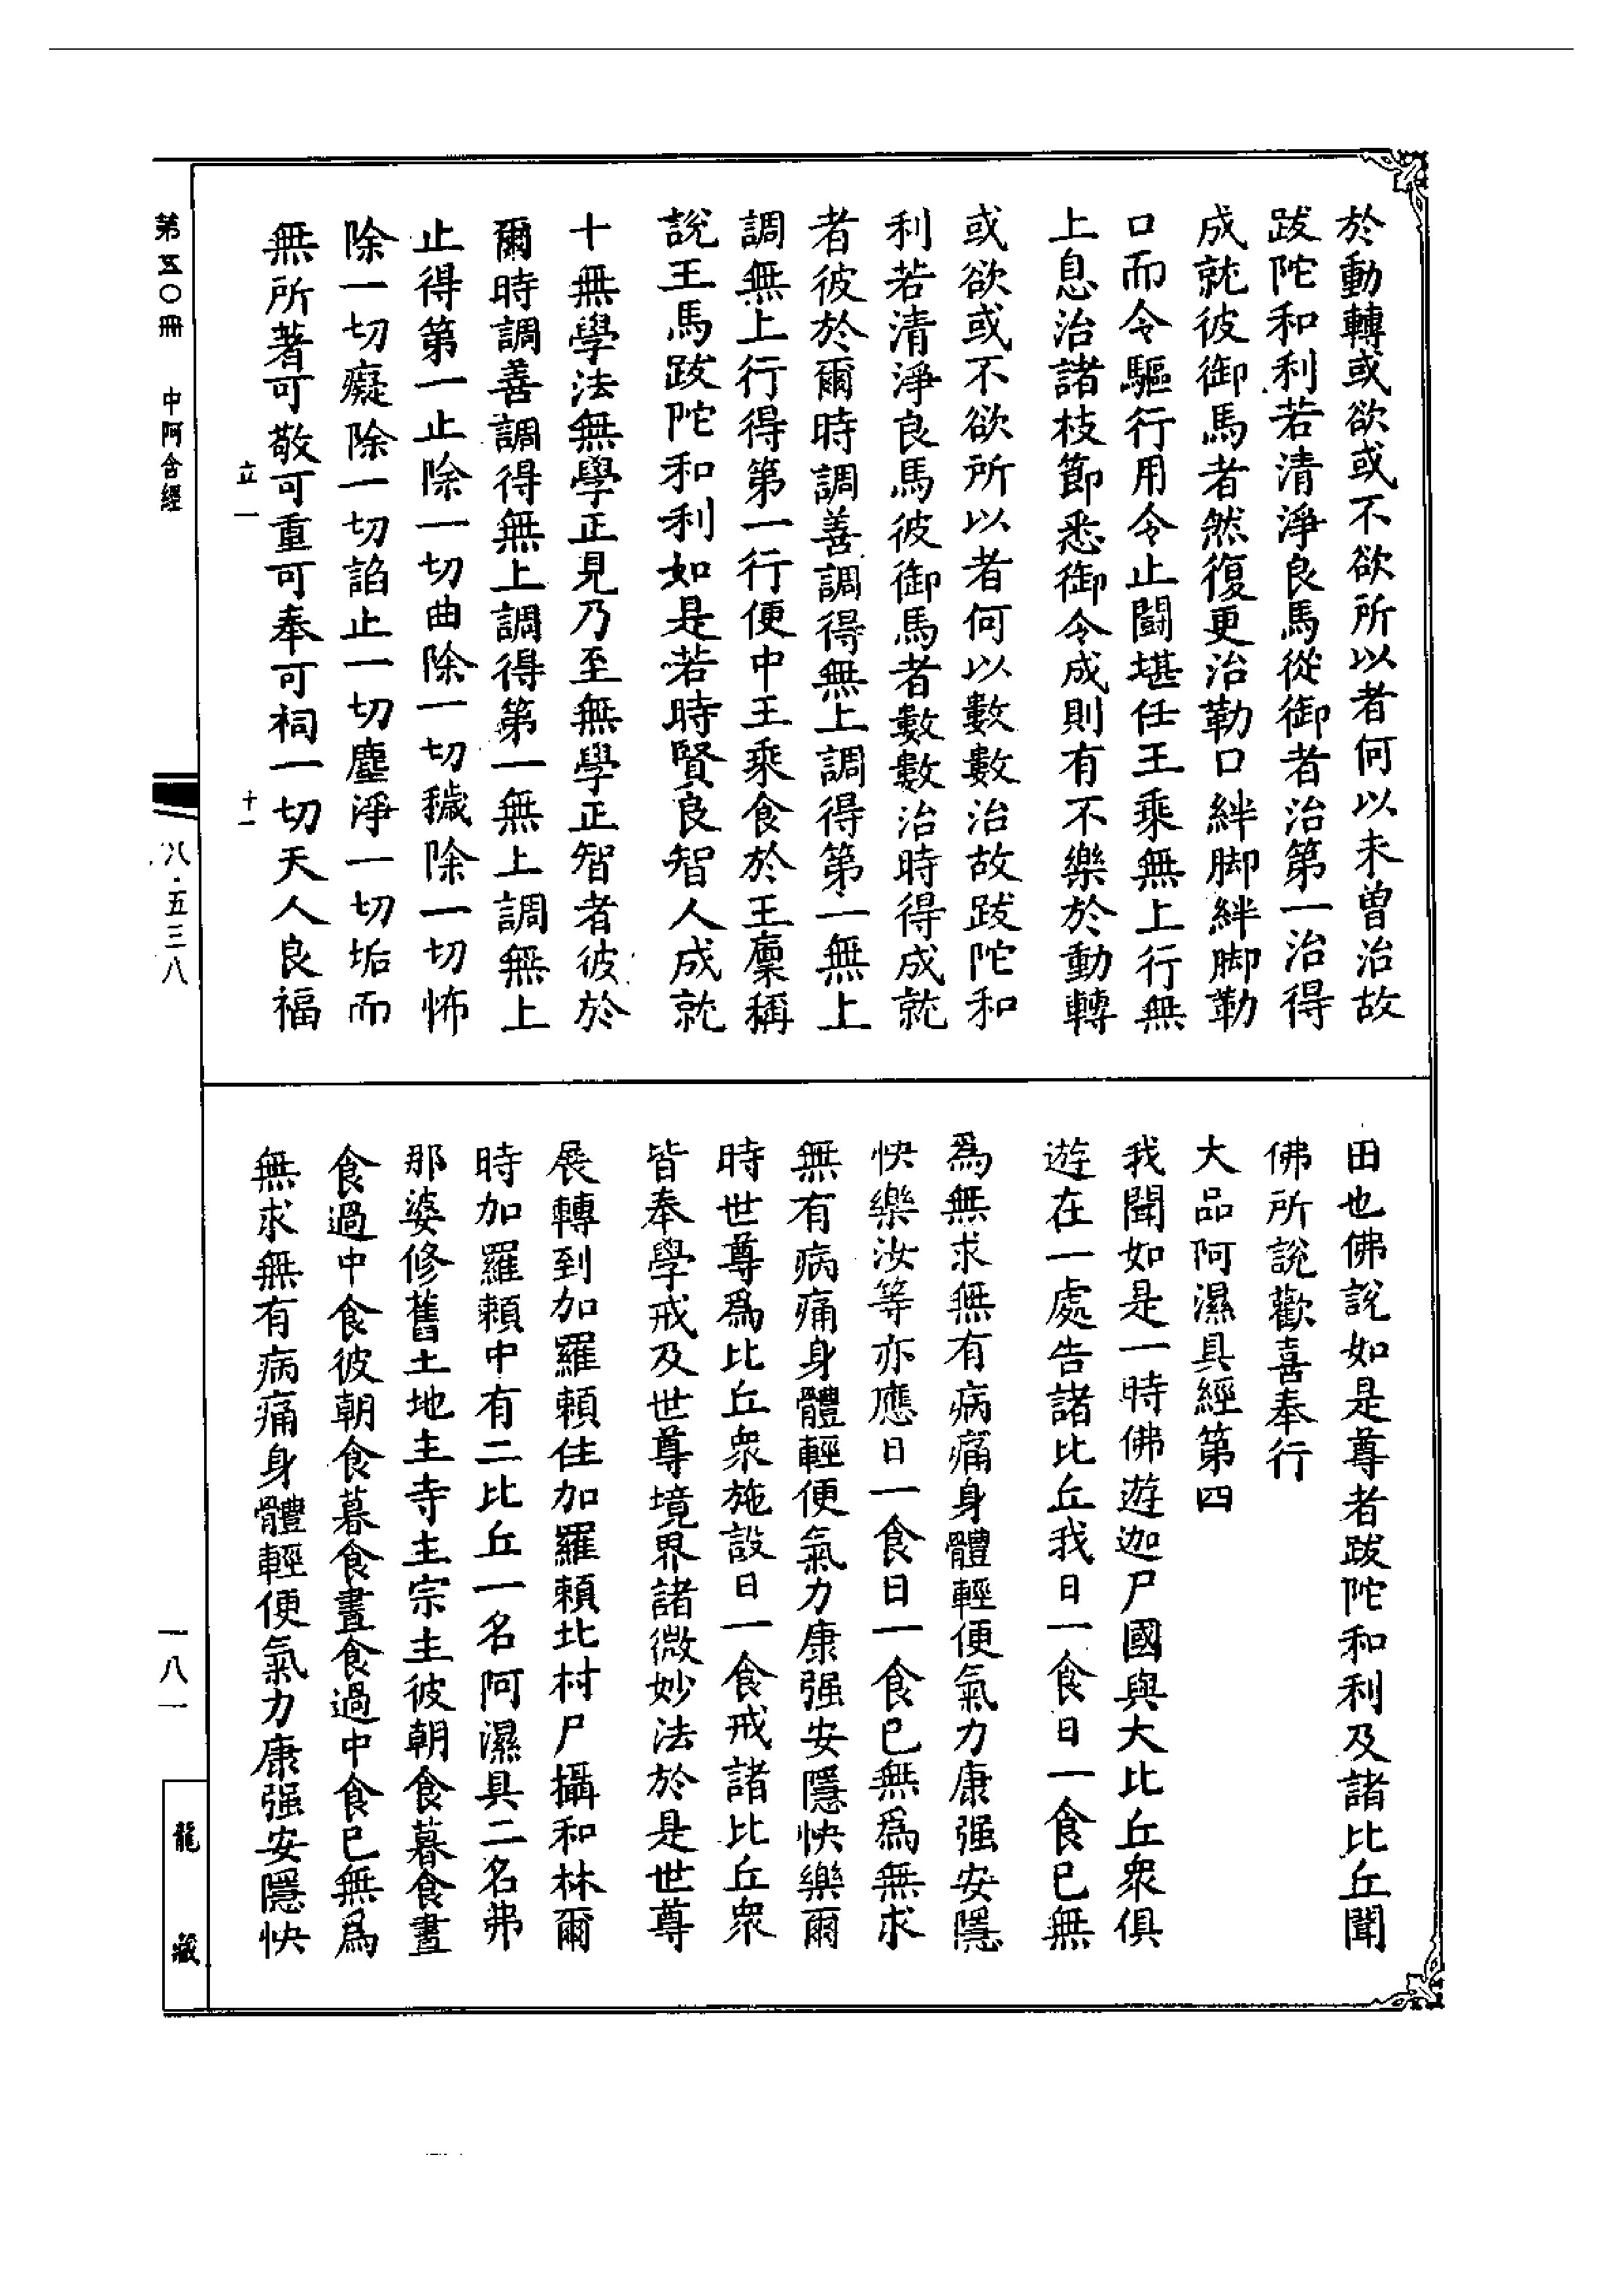 於動轉或欲或不欲所以者何以未曾治故
跋陀和利若清淨良馬從御者治第一治得
成就彼御馬者然復更治勒口絆脚絆脚勒
口而令驅行用令止鬬堪任王乘無上行無
上息治諸枝節悉御令成則有不樂於動轉
或欲或不欲所以者何以數數治故跋陀和
利若清淨良馬彼御馬者數數治時得成就
者彼於爾時調善調得無上調得第一無上
調無上行得第一行便中王乘食於王廩稱
說王馬跋陀和利如是若時賢良智人成就
十無學法無學正見乃至無學正智者彼於
爾時調善調得無上調得第一無上調無上
止得第一止除一切曲除一切穢除一切怖
除一切癡除一切諂止一切塵淨一切垢而
無所著可敬可重可奉可祠一切天人良福
立一
十一
田也佛說如是尊者跋陀和利及諸比丘聞
佛所說歡喜奉行
大品阿濕具經第四
我聞如是一時佛遊迦尸國與大比丘衆俱
遊在一處告諸比丘我日一食日一食已無
爲無求無有病痛身體輕便氣力康强安隱
快樂汝等亦應日一食日一食已無爲無求
無有病痛身體輕便氣力康强安隱快樂爾
時世尊爲比丘衆施設日一食戒諸比丘衆
皆奉學戒及世尊境界諸微妙法於是世尊
展轉到加羅賴住加羅賴北村尸攝和林爾
時加羅賴中有二比丘一名阿濕具二名弗
那婆修舊土地主寺主宗主彼朝食暮食晝
食過中食彼朝食暮食晝食過中食已無爲
無求無有病痛身體輕便氣力康强安隱快
第五〇冊
中阿含經
八·五三八
一八一
龍藏